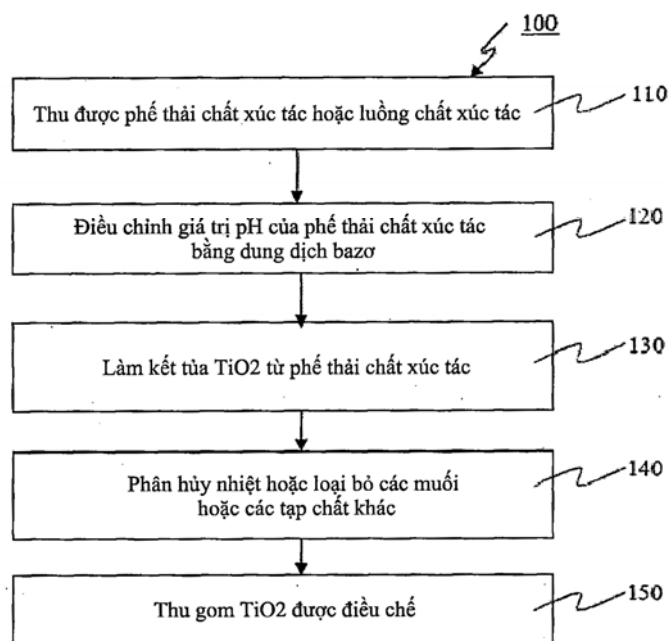 100
Thu được phế thải chất xúc tác hoặc luồng chất xúc tác
110
Điều chỉnh giá trị pH của phế thải chất xúc tác
bằng dung dịch bazơ
120
Làm kết tủa TiO2 từ phế thải chất xúc tác
130
Phân hủy nhiệt hoặc loại bỏ các muối
hoặc các tạp chất khác
140
Thu gom TiO2 được điều chế
150